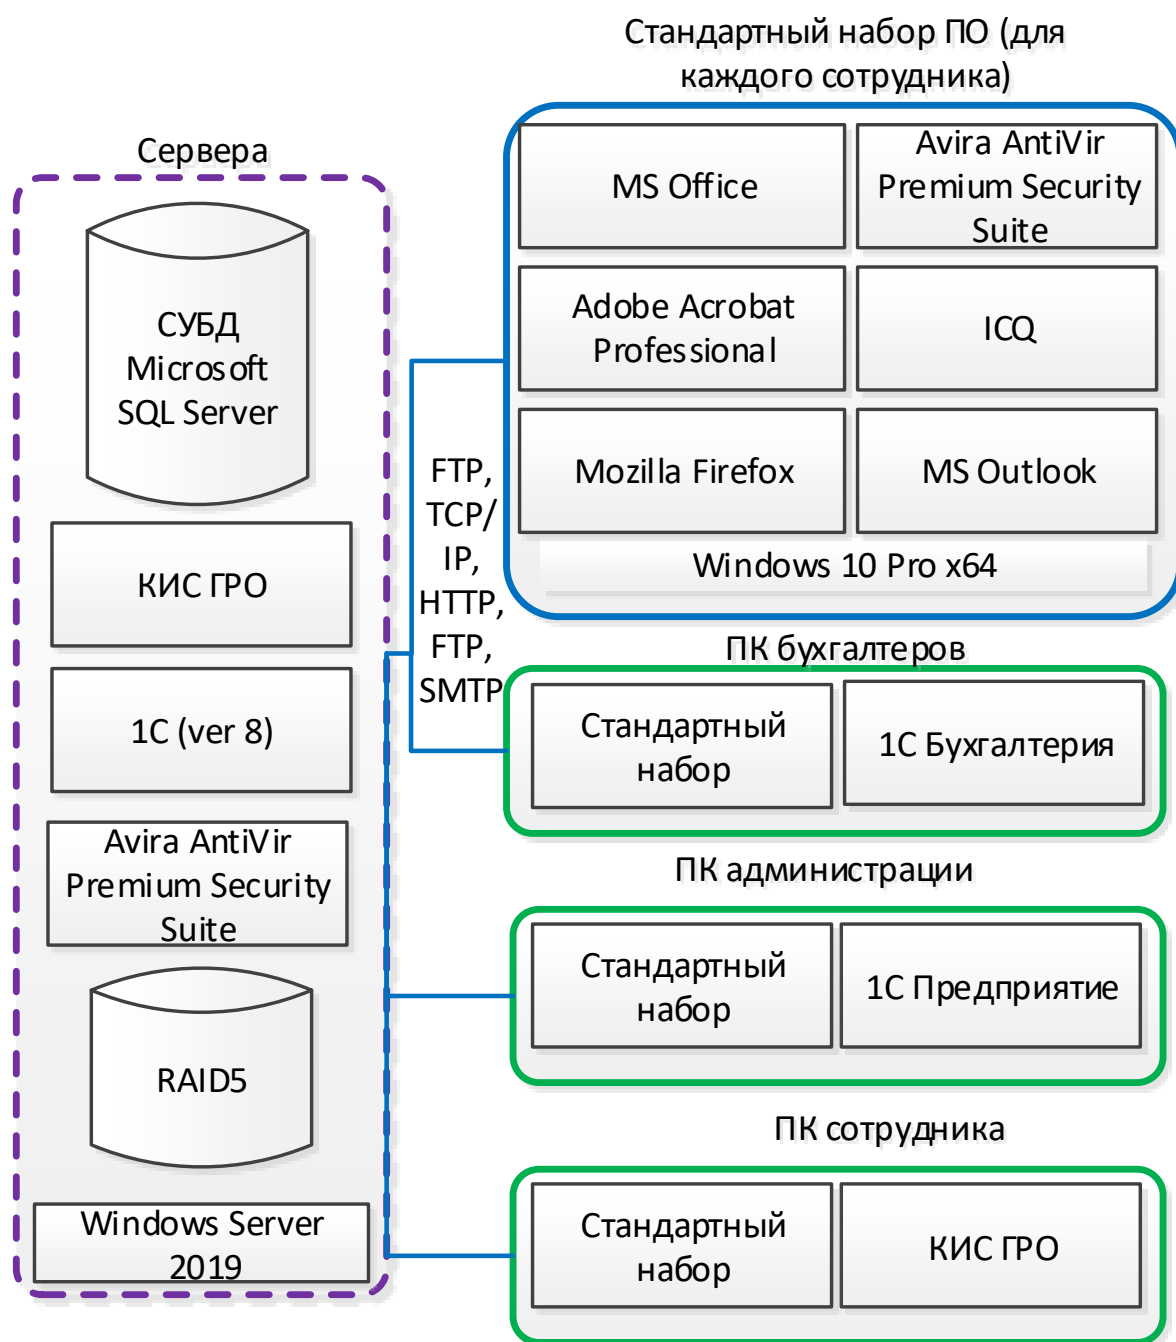 Стандартный набор ПО (для
каждого сотрудника)
Сервера
СУБД
Microsoft
SQL Server
КИС ГРО
1С (ver 8)
Avira AntiVir
Premium Security
Suite
RAID5
Windows Server
2019
FTP,
TCP/
IP,
HTTP,
FTP,
SMTP
MS Office
Avira AntiVir
Premium Security
Suite
Adobe Acrobat
Professional
ICQ
Mozilla Firefox
MS Outlook
Windows 10 Pro x64
ПК бухгалтеров
Стандартный
набор
1С Бухгалтерия
ПК администрации
Стандартный
набор
1С Предприятие
ПК сотрудника
Стандартный
набор
КИС ГРО